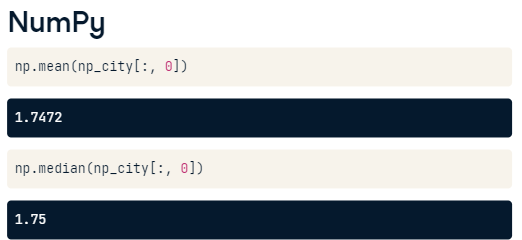 NumPy
np.mean(np_city[:, 0])
1.7472
np.median(np_city[:, 0])
1.75